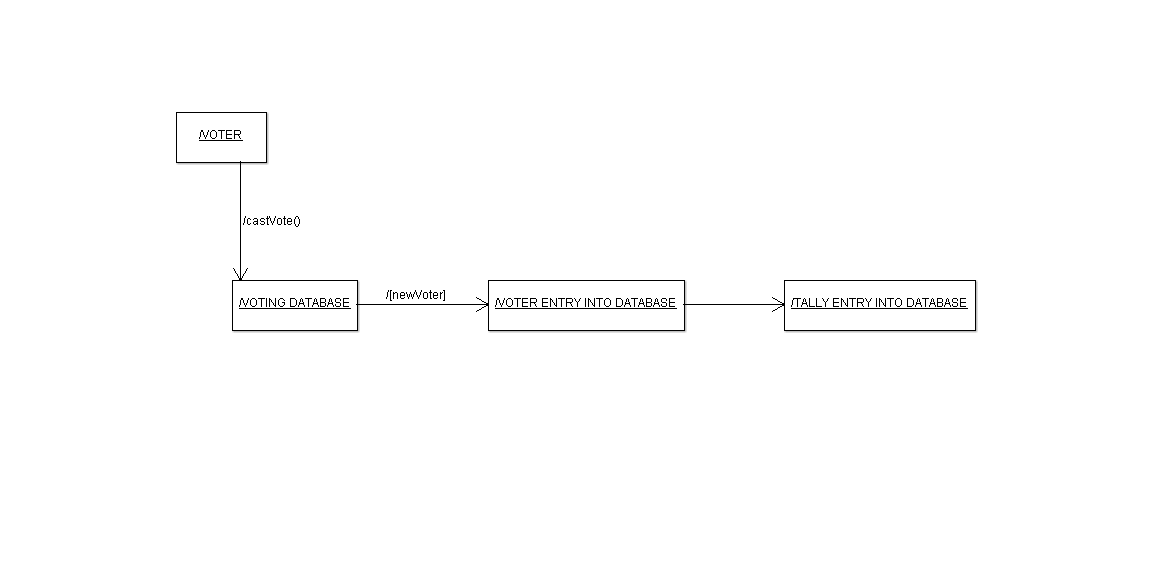 /VOTER
/castVote()
/VOTING DATABASE
/[newVoter]
/VOTER ENTRY INTO DATABASE
/TALLY ENTRY INTO DATABASE